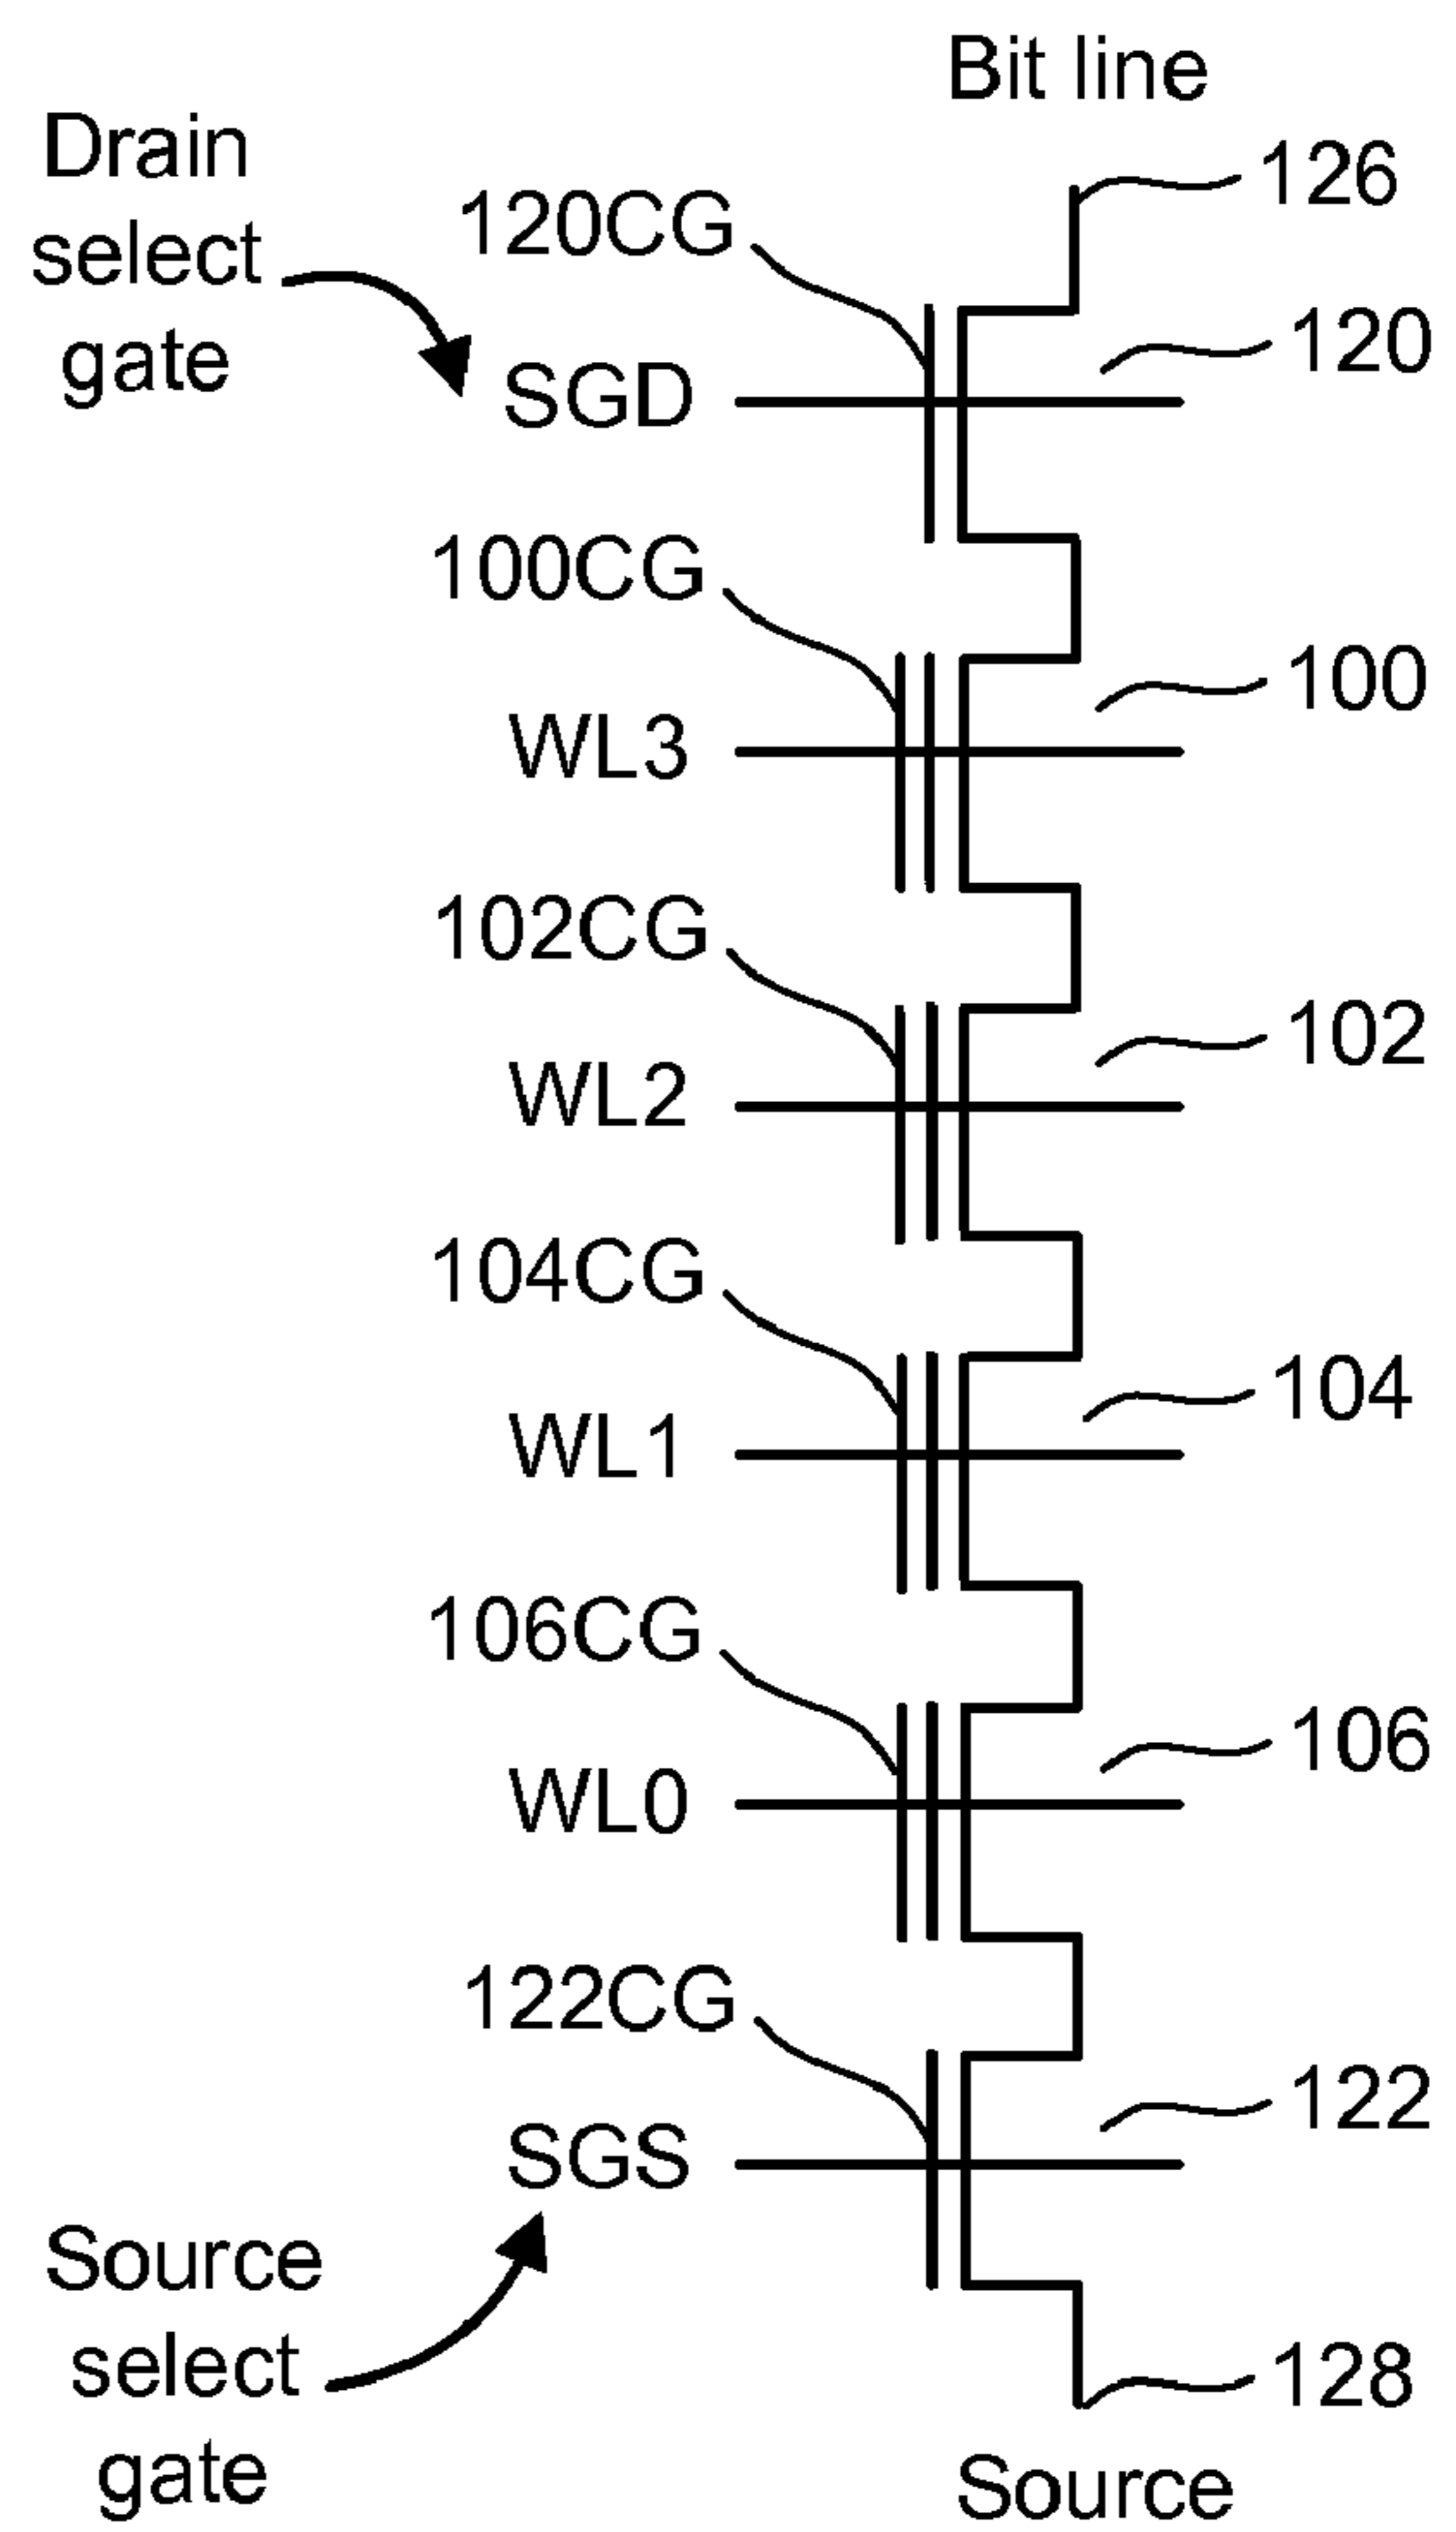 Bit line
126
Drain
select
gate
120CG
120
SGD
100CG
100
WL3
102CG
102
WL2
104CG
104
WL1
106CG
106
WL0
122CG
122
SGS
Source
select
gate
128
Source